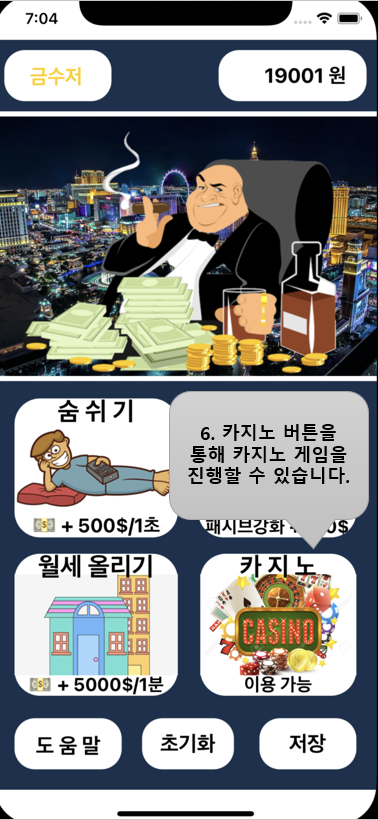 7:04
금수저
19001 원
숨 쉬 기
6. 카지노 버튼을
통해 카지노 게임을
진행할 수 있습니다.
+ 500$/1초
패시브강화 +
월세 올리기
카 지 노
CASINO
+ 5000$/1분
이용 가능
도 움 말
초기화
저장